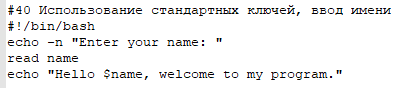 #40 Использование стандартных ключей, ввод имени
#!/bin/bash
echo -n "Enter your name: "
read name
echo "Hello $name, welcome to my program."